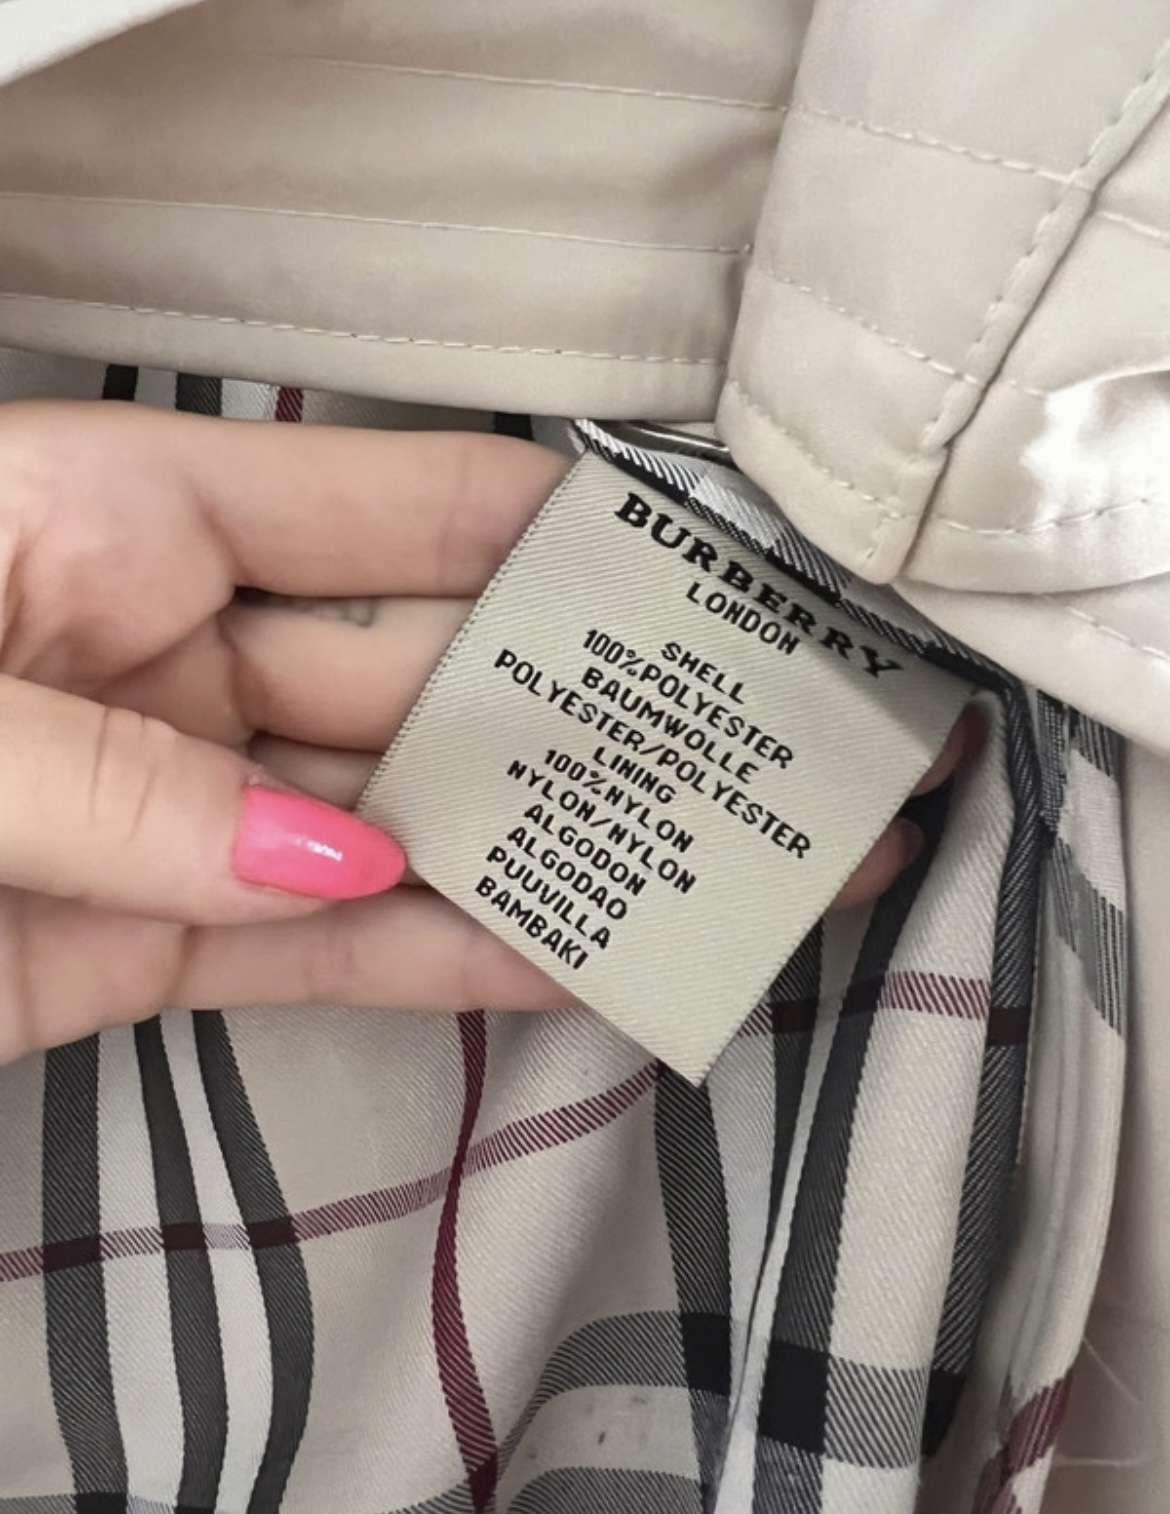 BURBERRY
LONDON
SHELL
100%POLYESTER
BAUMWOLLE
POLYESTER/POLYESTER
LINING
100%NYLON
NYLON/NYLON
ALGODON
ALGODAO
PUUVILLA
BAMBAKI